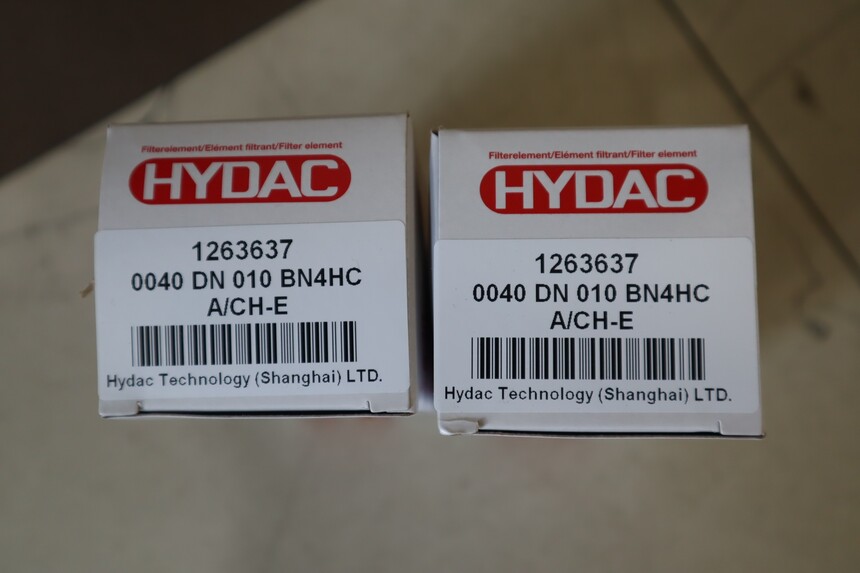 Filterelement/Elément filtrant/Filter element
HYDAC
1263637
0040 DN 010 BN4HC
A/CH-E
Hydac Technology (Shanghai) LTD.
Filterelement/Elément filtrant/Filter element
HYDAC
1263637
0040 DN 010 BN4HC
A/CH-E
Hydac Technology (Shanghai) LTD.